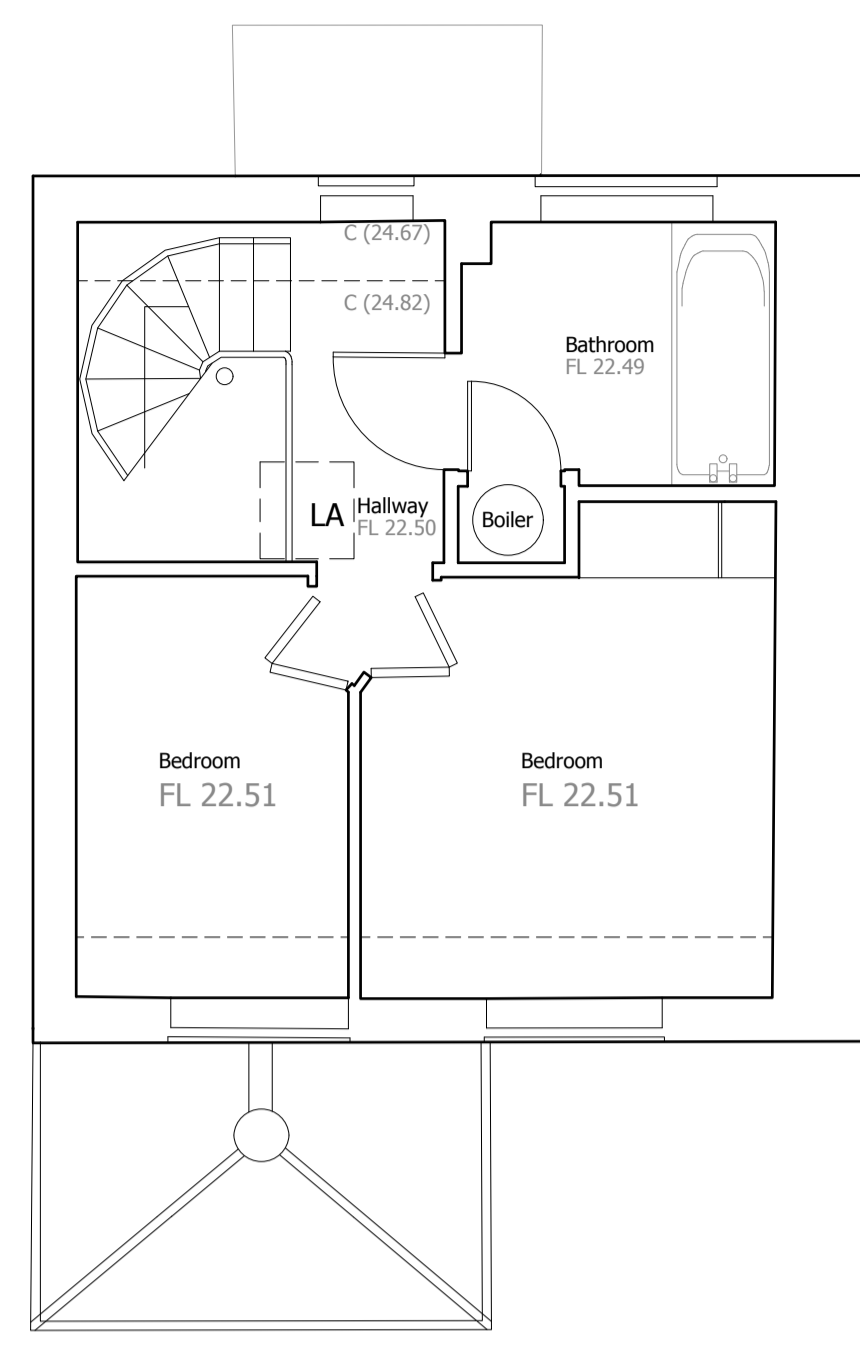 C (24.67)
C (24.82)
Bathroom
FL 22.49
LA
Hallway
FL 22.50
Boiler
Bedroom
FL 22.51
Bedroom
FL 22.51